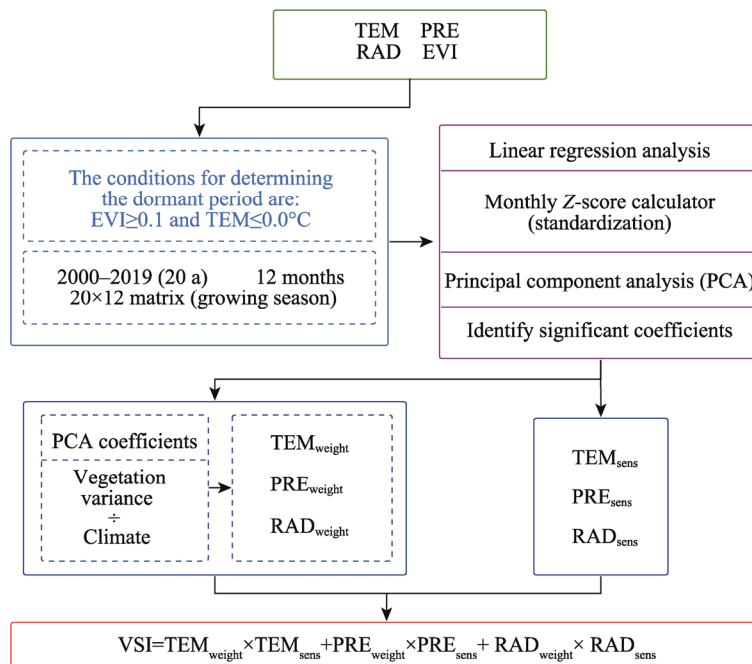 TEM PRE
RAD EVI
The conditions for determining
the dormant period are:
EVI≥0.1 and TEM≤0.0°C
2000–2019 (20 a) 12 months
20×12 matrix (growing season)
Linear regression analysis
Monthly Z-score calculator
(standardization)
Principal component analysis (PCA)
Identify significant coefficients
PCA coefficients
Vegetation
variance
÷
Climate
TEMweight
PREweight
RADweight
TEMsens
PREsens
RADsens
VSI=TEMweight×TEMsens+PREweight×PREsens+ RADweight× RADsens